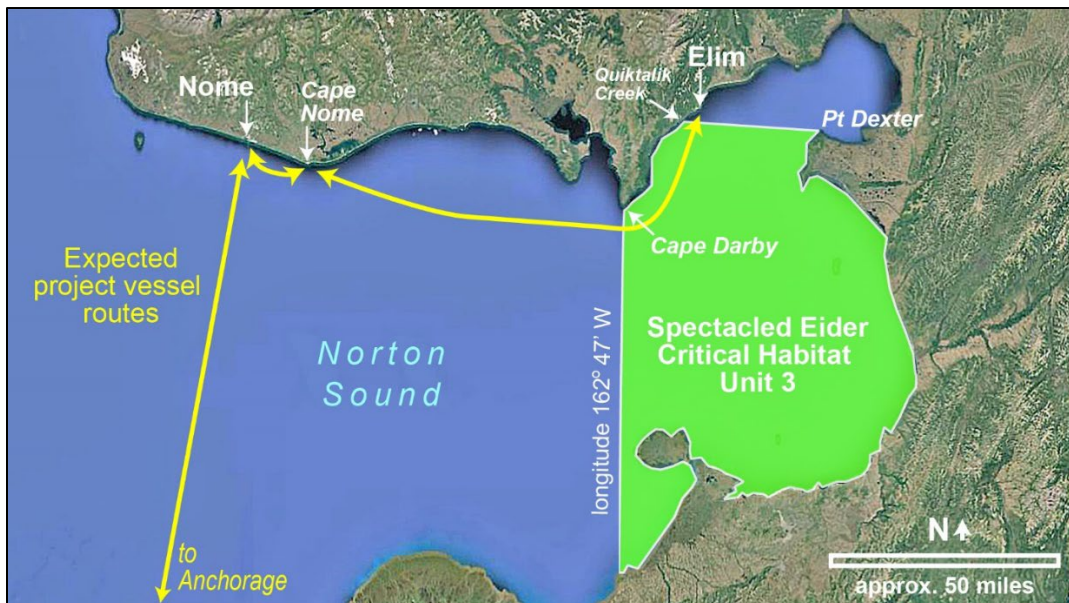 Nome
Cape
Nome
Quiktalik
Creek
Elim
Pt Dexter
Cape Darby
Expected
project vessel
routes
Norton
Sound
longitude 162º 47' W
Spectacled Eider
Critical Habitat
Unit 3
to
Anchorage
N
approx. 50 miles